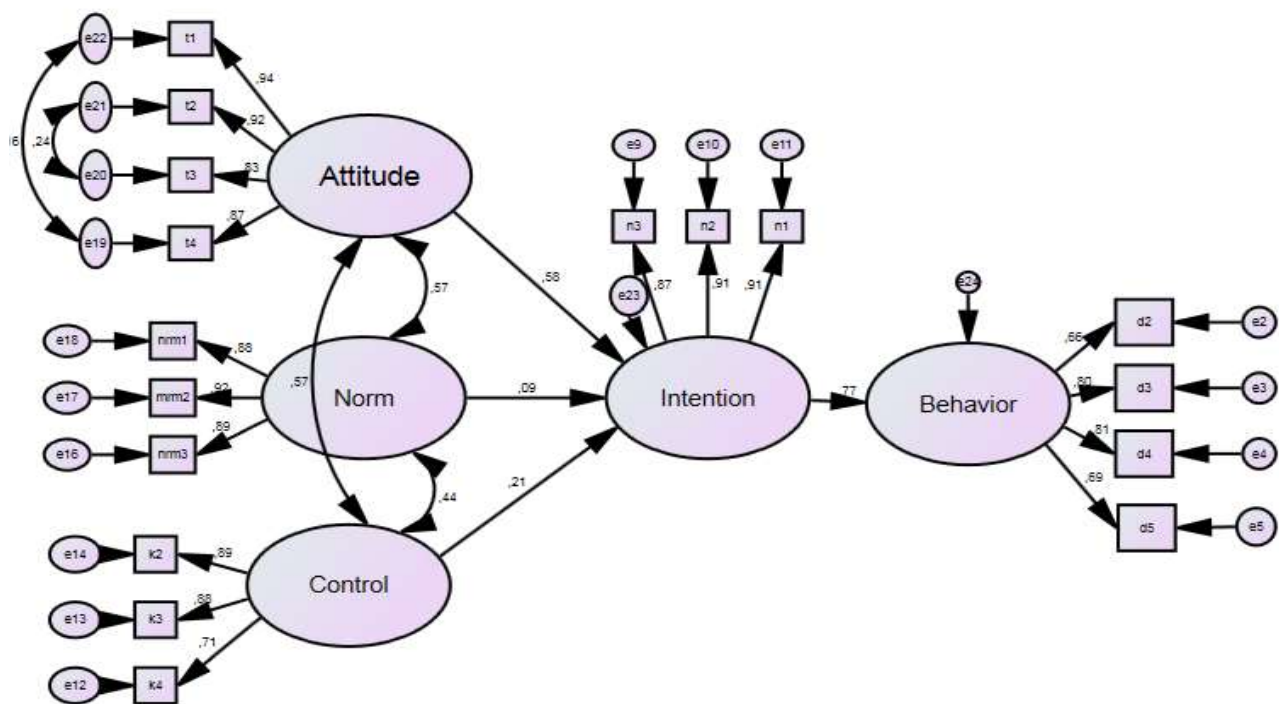 e22 t1
,94
e21 t2
,92
,24
e20 t3
,83
Attitude
e19 t4
,87
e9 e10 e11
n3 n2 n1
,87 ,91 ,91
e23
,58
,57
e24
d2 e2
,66
d3 e3
,80
d4 e4
,81
d5 e5
,69
e18 nrm1
,88
e17 mrm2
,92
e16 nrm3
,89
Norm
,57
,09
Intention
,77
Behavior
,44
,21
e14 k2
,89
e13 k3
,88
e12 k4
,71
Control